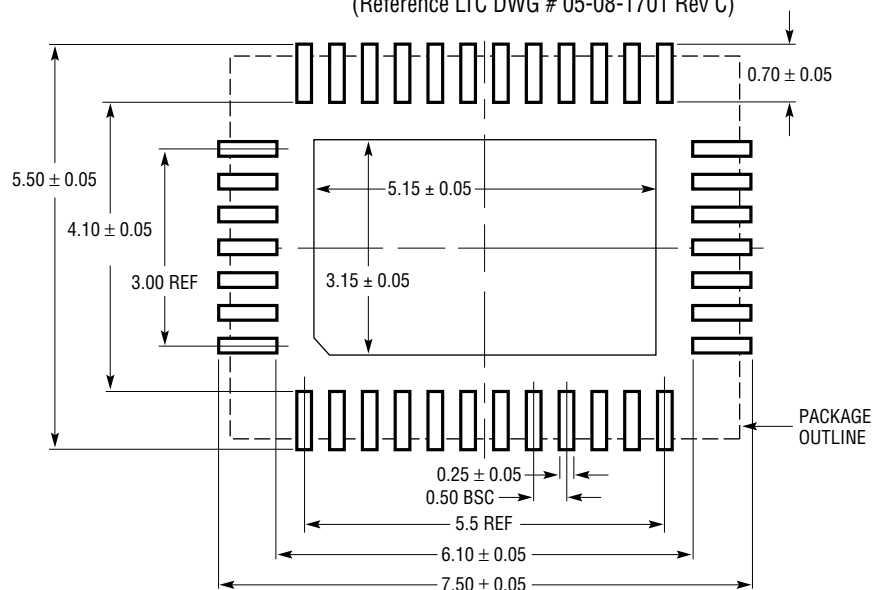 (Reference LTC DWG # 05-08-1701 Rev C)
0.70 ± 0.05
5.50 ± 0.05
5.15 ± 0.05
4.10 ± 0.05
3.00 REF
3.15 ± 0.05
PACKAGE
OUTLINE
0.25 ± 0.05
0.50 BSC
5.5 REF
6.10 ± 0.05
7.50 ± 0.05